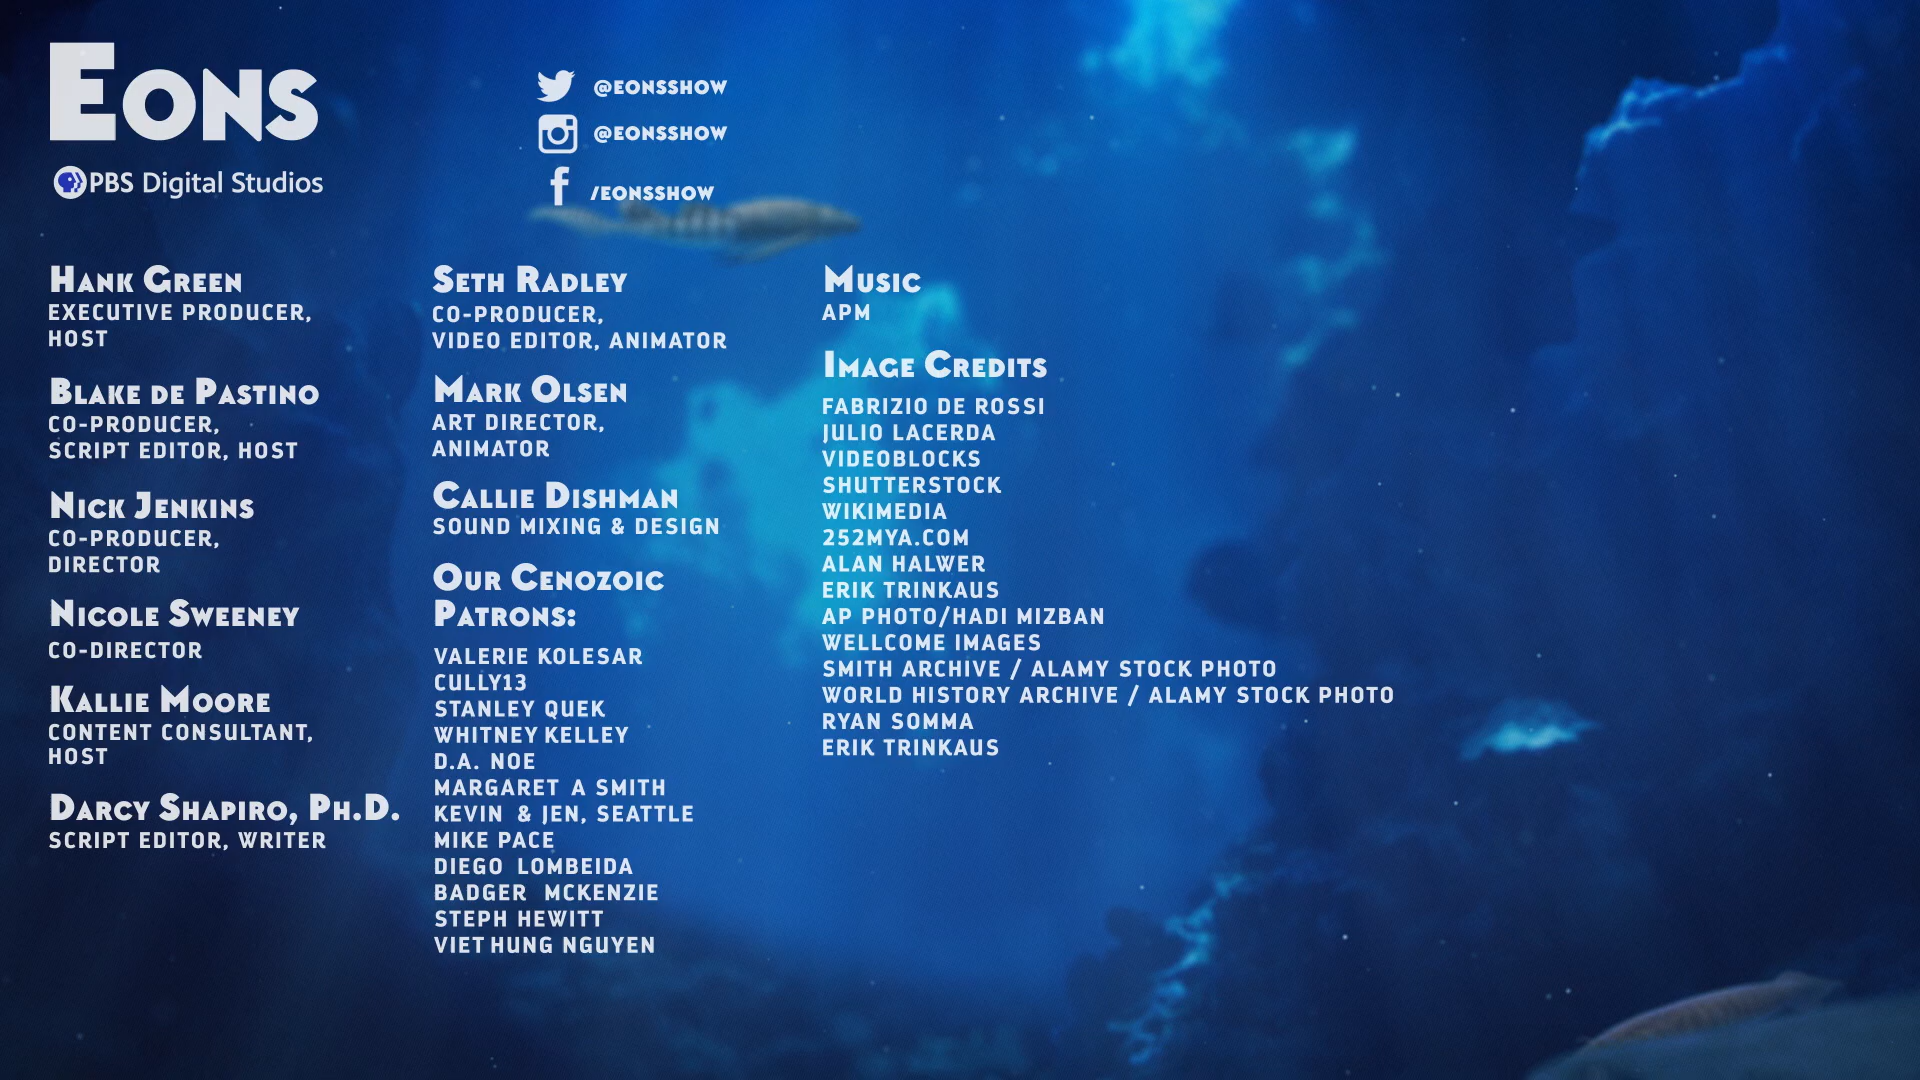 Eons
PBS Digital Studios
@EONSSHOW
@EONSSHOW
/EONSSHOW
Hank Green
EXECUTIVE PRODUCER,
HOST
Blake de Pastino
CO-PRODUCER,
SCRIPT EDITOR, HOST
Nick Jenkins
CO-PRODUCER,
DIRECTOR
Nicole Sweeney
CO-DIRECTOR
Kallie Moore
CONTENT CONSULTANT,
HOST
Darcy Shapiro, Ph.D.
SCRIPT EDITOR, WRITER
Seth Radley
CO-PRODUCER,
VIDEO EDITOR, ANIMATOR
Mark Olsen
ART DIRECTOR,
ANIMATOR
Callie Dishman
SOUND MIXING & DESIGN
Our Cenozoic
Patrons:
VALERIE KOLESAR
CULLY13
STANLEY QUEK
WHITNEY KELLEY
D.A. NOE
MARGARET A SMITH
KEVIN & JEN, SEATTLE
MIKE PACE
DIEGO LOMBEIDA
BADGER MCKENZIE
STEPH HEWITT
VIET HUNG NGUYEN
Music
APM
Image Credits
FABRIZIO DE ROSSI
JULIO LACERDA
VIDEOBLOCKS
SHUTTERSTOCK
WIKIMEDIA
252MYA.COM
ALAN HALWER
ERIK TRINKAUS
AP PHOTO/HADI MIZBAN
WELLCOME IMAGES
SMITH ARCHIVE / ALAMY STOCK PHOTO
WORLD HISTORY ARCHIVE / ALAMY STOCK PHOTO
RYAN SOMMA
ERIK TRINKAUS